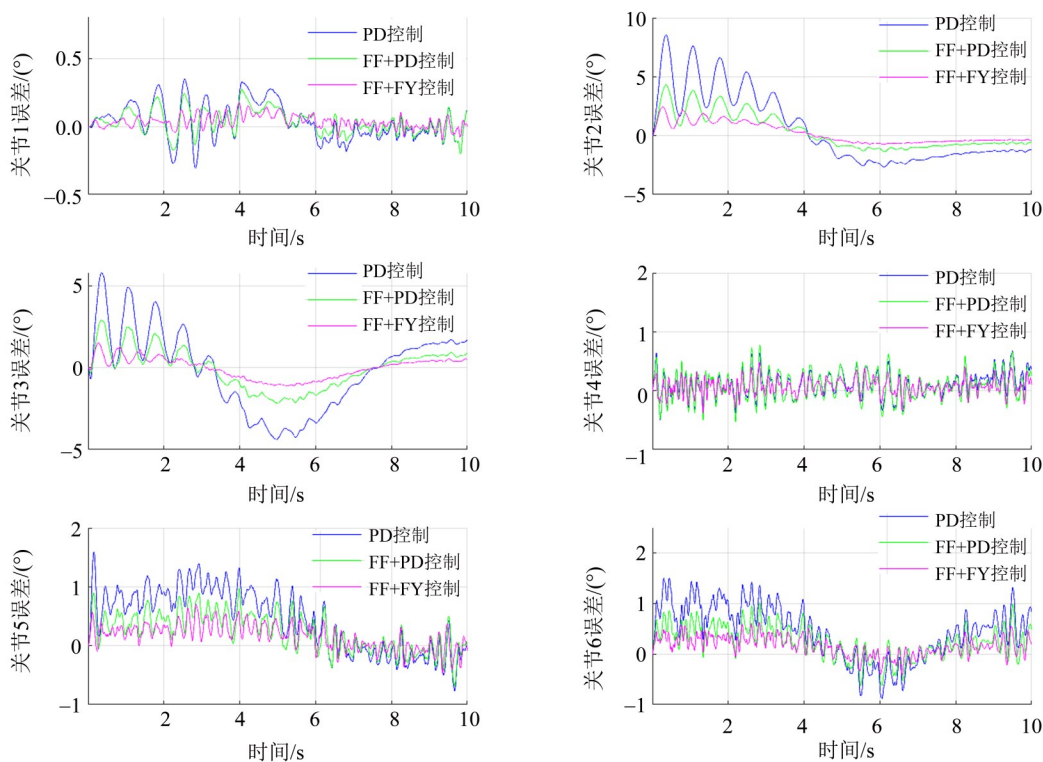 PD控制
FF+PD控制
FF+FY控制
0.5
0.0
−0.5
2
4
6
8
10
关节1误差/(°)
时间/s
PD控制
FF+PD控制
FF+FY控制
10
5
0
−5
2
4
6
8
10
关节2误差/(°)
时间/s
PD控制
FF+PD控制
FF+FY控制
5
0
−5
2
4
6
8
10
关节3误差/(°)
时间/s
PD控制
FF+PD控制
FF+FY控制
2
1
0
−1
2
4
6
8
10
关节4误差/(°)
时间/s
PD控制
FF+PD控制
FF+FY控制
2
1
0
−1
2
4
6
8
10
关节5误差/(°)
时间/s
PD控制
FF+PD控制
FF+FY控制
2
1
0
−1
2
4
6
8
10
关节6误差/(°)
时间/s